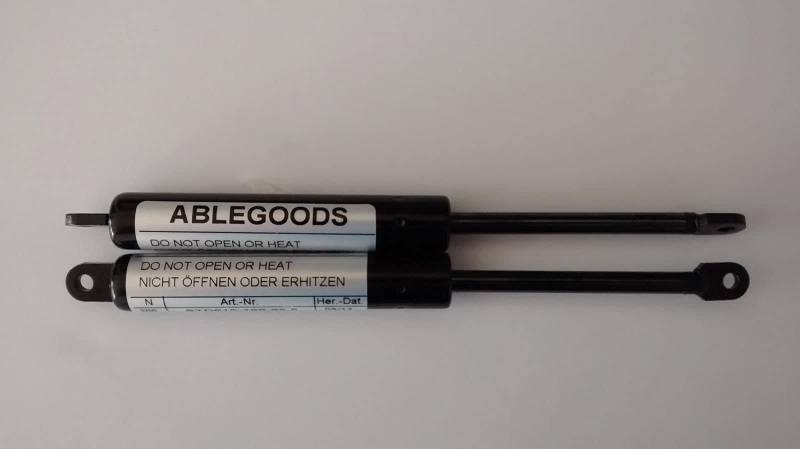 ABLEGOODS
DO NOT OPEN OR HEAT
DO NOT OPEN OR HEAT
NICHT ÖFFNEN ODER ERHITZEN
N Art.-Nr. Her.-Dat